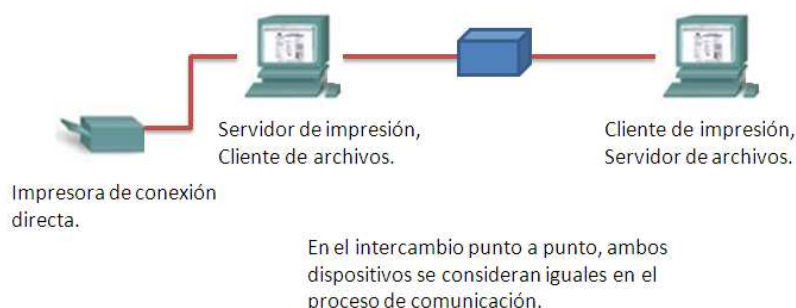 Servidor de impresión,
Cliente de archivos.
Cliente de impresión,
Servidor de archivos.
Impresora de conexión
directa.
En el intercambio punto a punto, ambos
dispositivos se consideran iguales en el
proceso de comunicación.